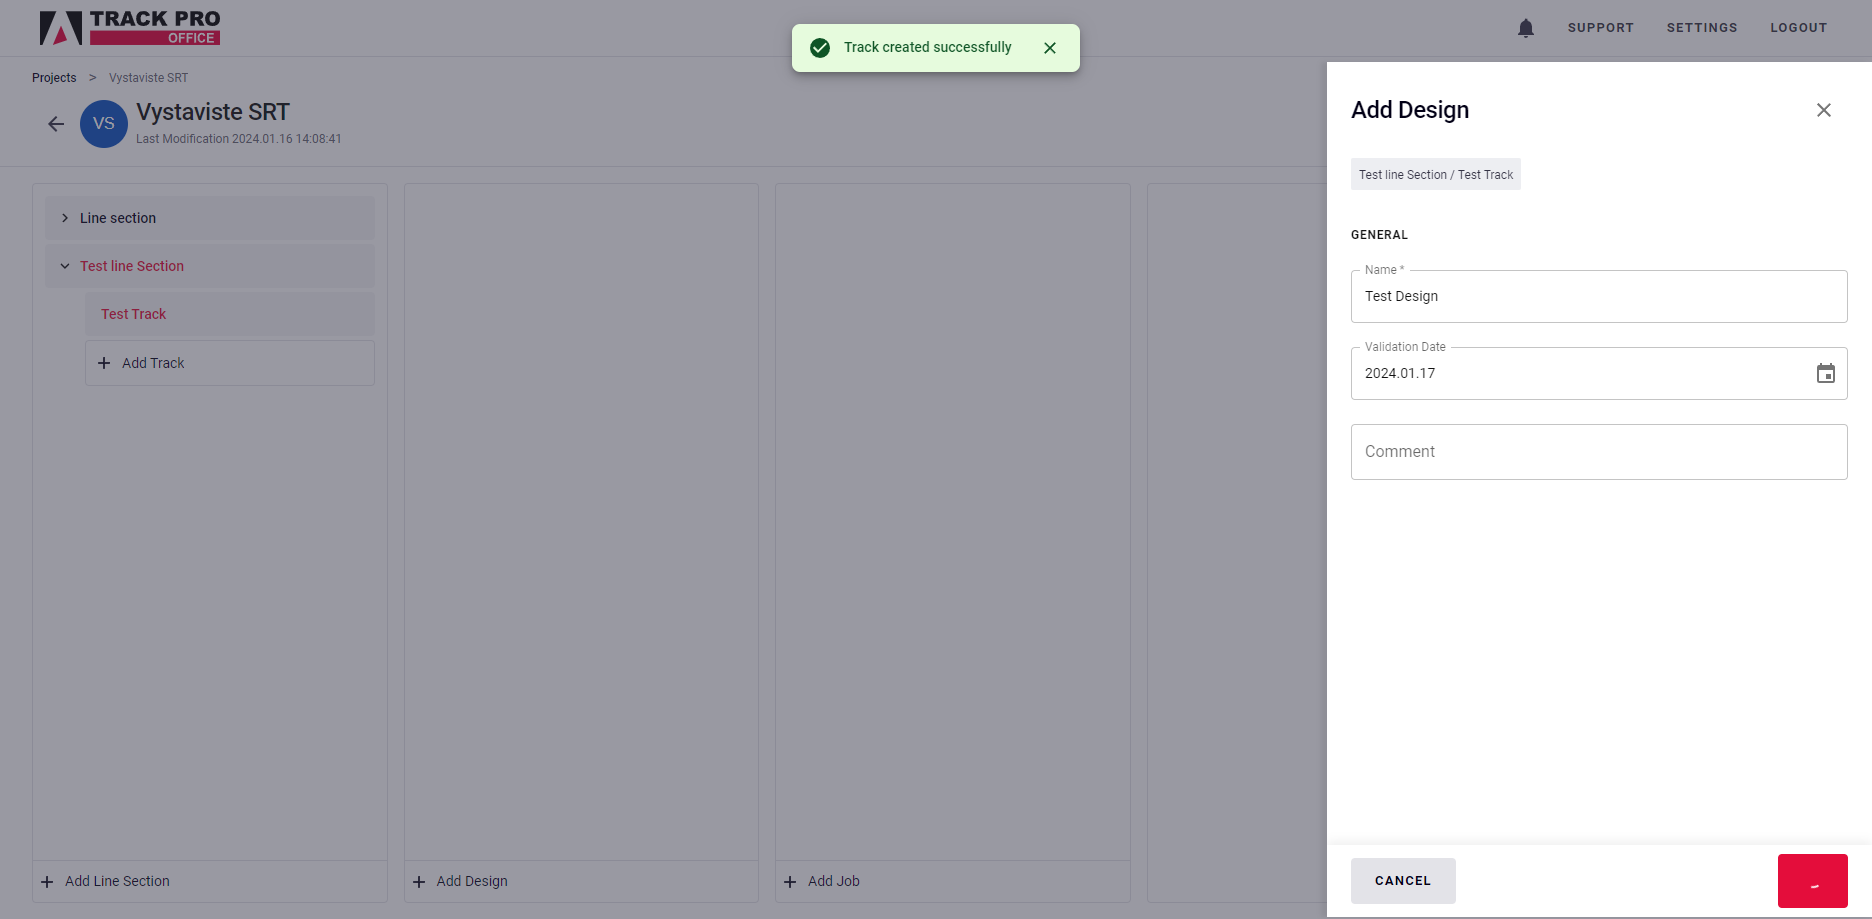 TRACK PRO
OFFICE
Track created successfully
SUPPORT
SETTINGS
LOGOUT
Projects > Vystaviste SRT
VS
Vystaviste SRT
Last Modification 2024.01.16 14:08:41
Line section
Test line Section
Test Track
Add Track
Add Line Section
Add Design
Add Job
Add Design
Test line Section / Test Track
GENERAL
Name *
Test Design
Validation Date
2024.01.17
Comment
CANCEL